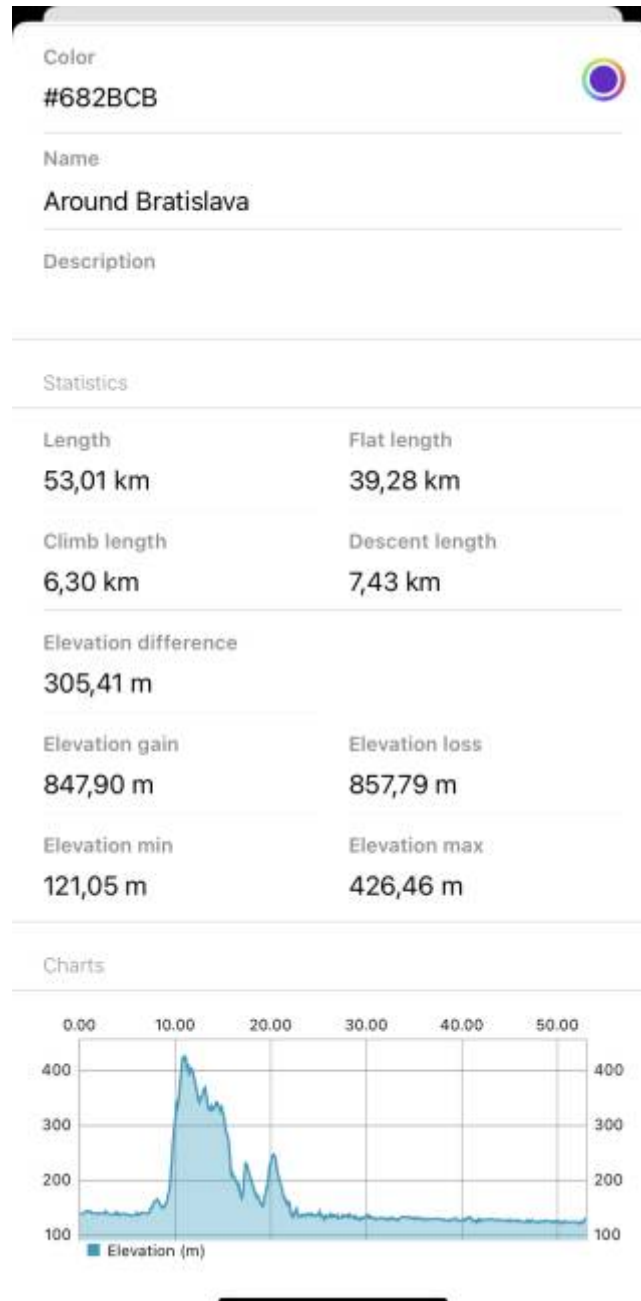 Color
#682BCB
Name
Around Bratislava
Description
Statistics
Length
Flat length
53,01 km
39,28 km
Climb length
Descent length
6,30 km
7,43 km
Elevation difference
305,41 m
Elevation gain
Elevation loss
847,90 m
857,79 m
Elevation min
Elevation max
121,05 m
426,46 m
Charts
0.00 10.00 20.00 30.00 40.00 50.00
400 400
300 300
200 200
100 100
Elevation (m)